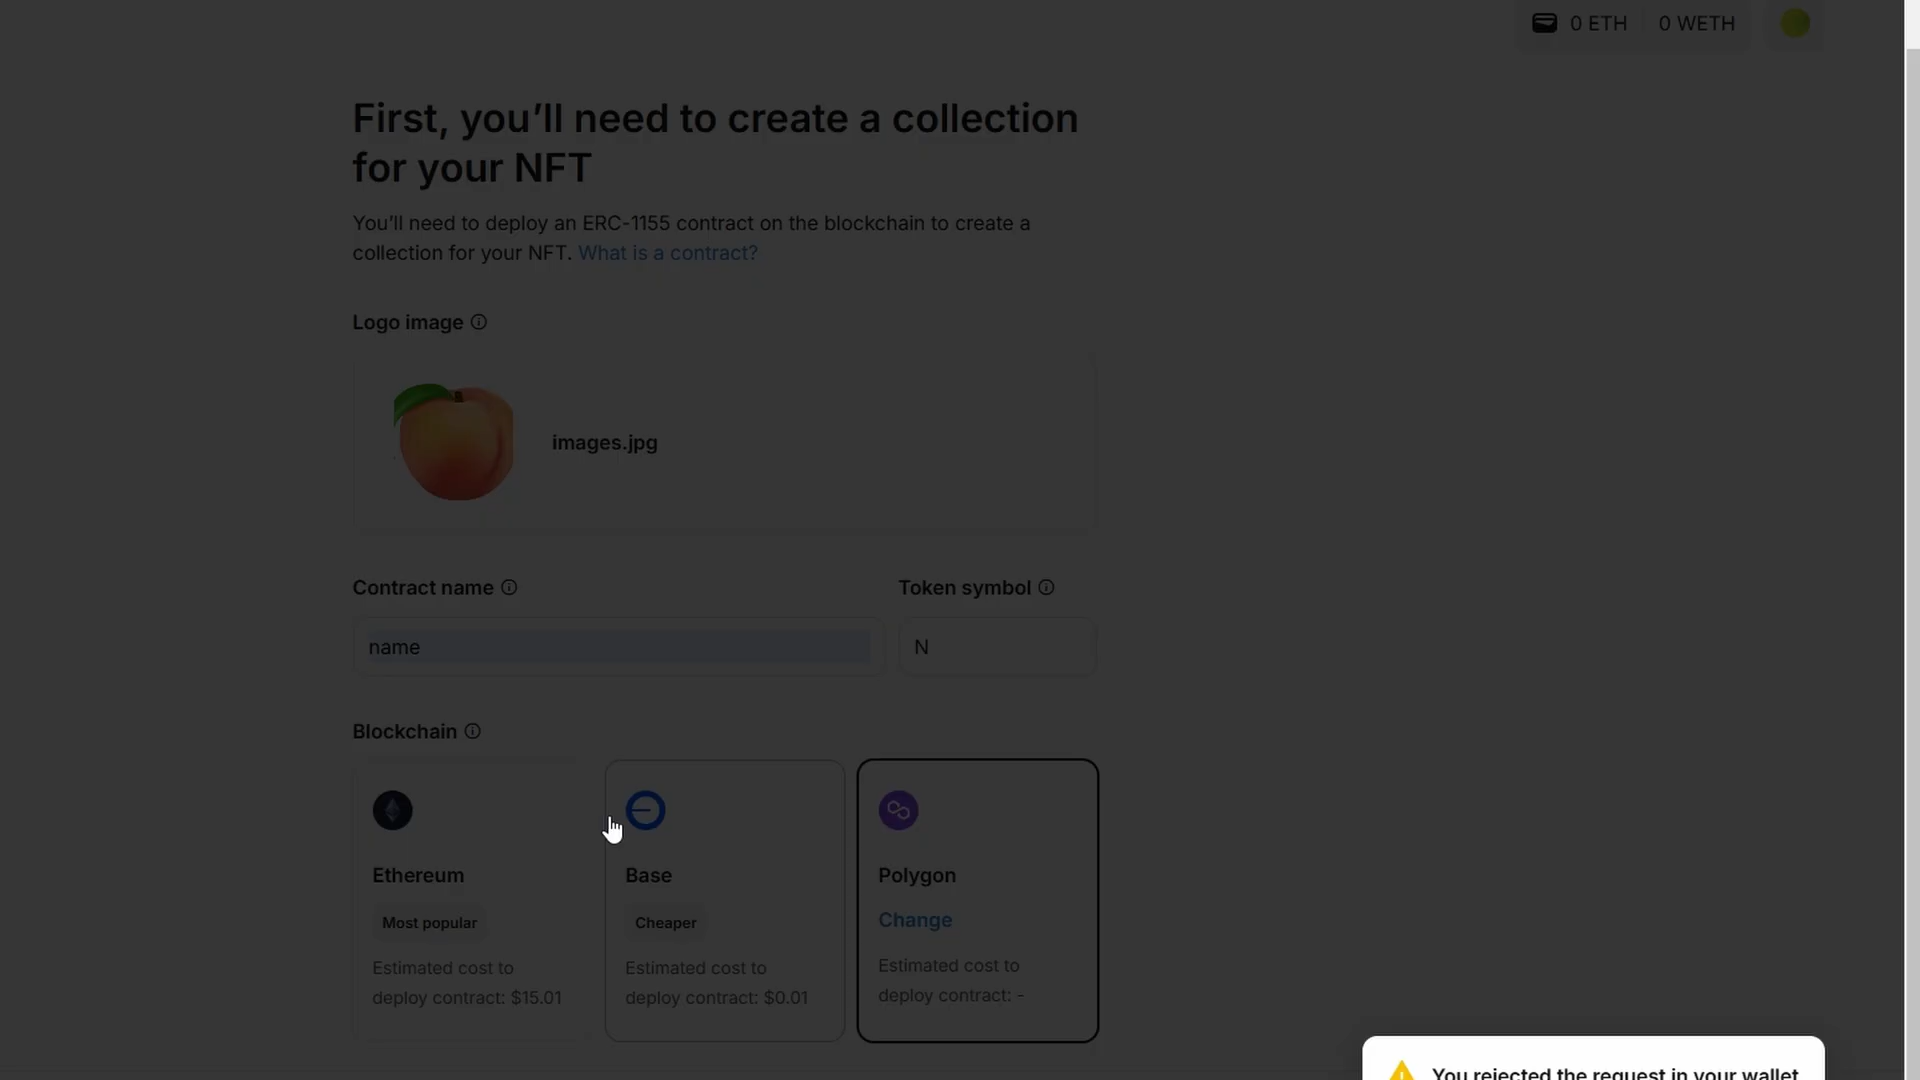 0 ETH 0 WETH
First, you’ll need to create a collection
for your NFT
You’ll need to deploy an ERC-1155 contract on the blockchain to create a
collection for your NFT. What is a contract?
Logo image
images.jpg
Contract name Token symbol
name N
Blockchain
Ethereum Base Polygon
Most popular Cheaper Change
Estimated cost to Estimated cost to Estimated cost to
deploy contract: $15.01 deploy contract: $0.01 deploy contract: -
You rejected the request in your wallet